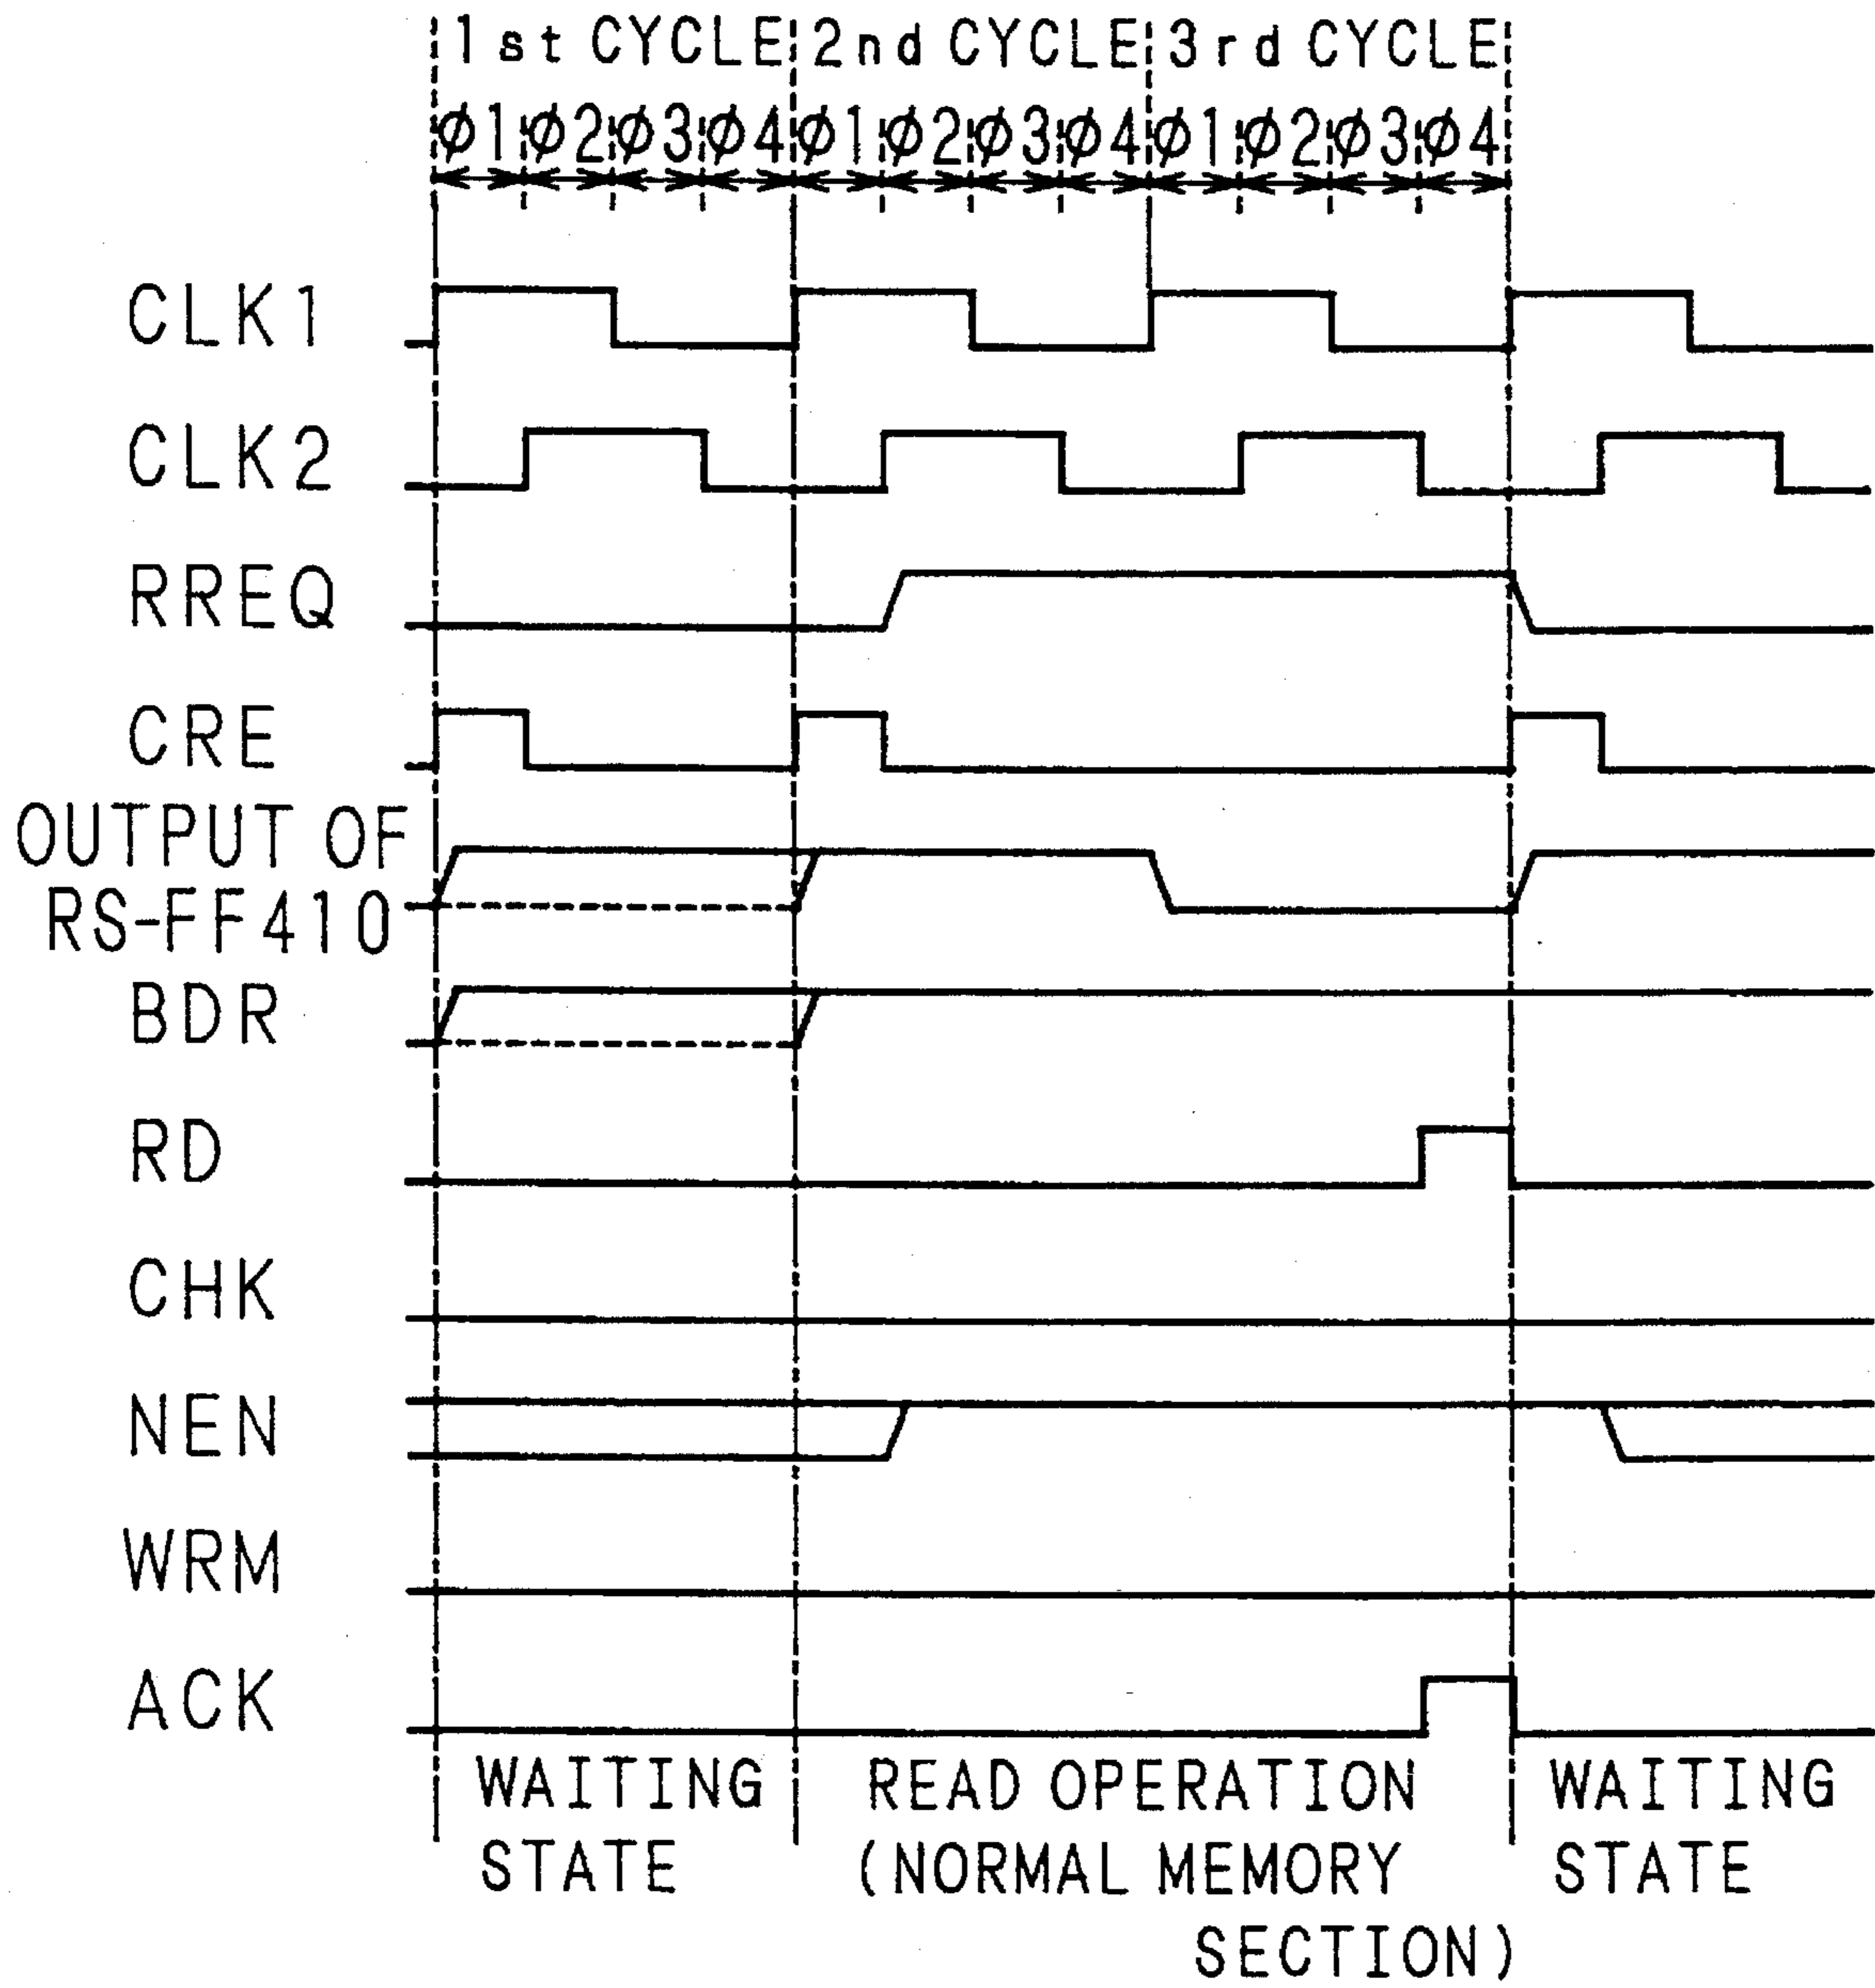 1st CYCLE 2nd CYCLE 3rd CYCLE
ϕ1 ϕ2 ϕ3 ϕ4 ϕ1 ϕ2 ϕ3 ϕ4 ϕ1 ϕ2 ϕ3 ϕ4
CLK1
CLK2
RREQ
CRE
OUTPUT OF
RS-FF410
BDR
RD
CHK
NEN
WRM
ACK
WAITING
STATE
READ OPERATION
(NORMAL MEMORY
SECTION)
WAITING
STATE